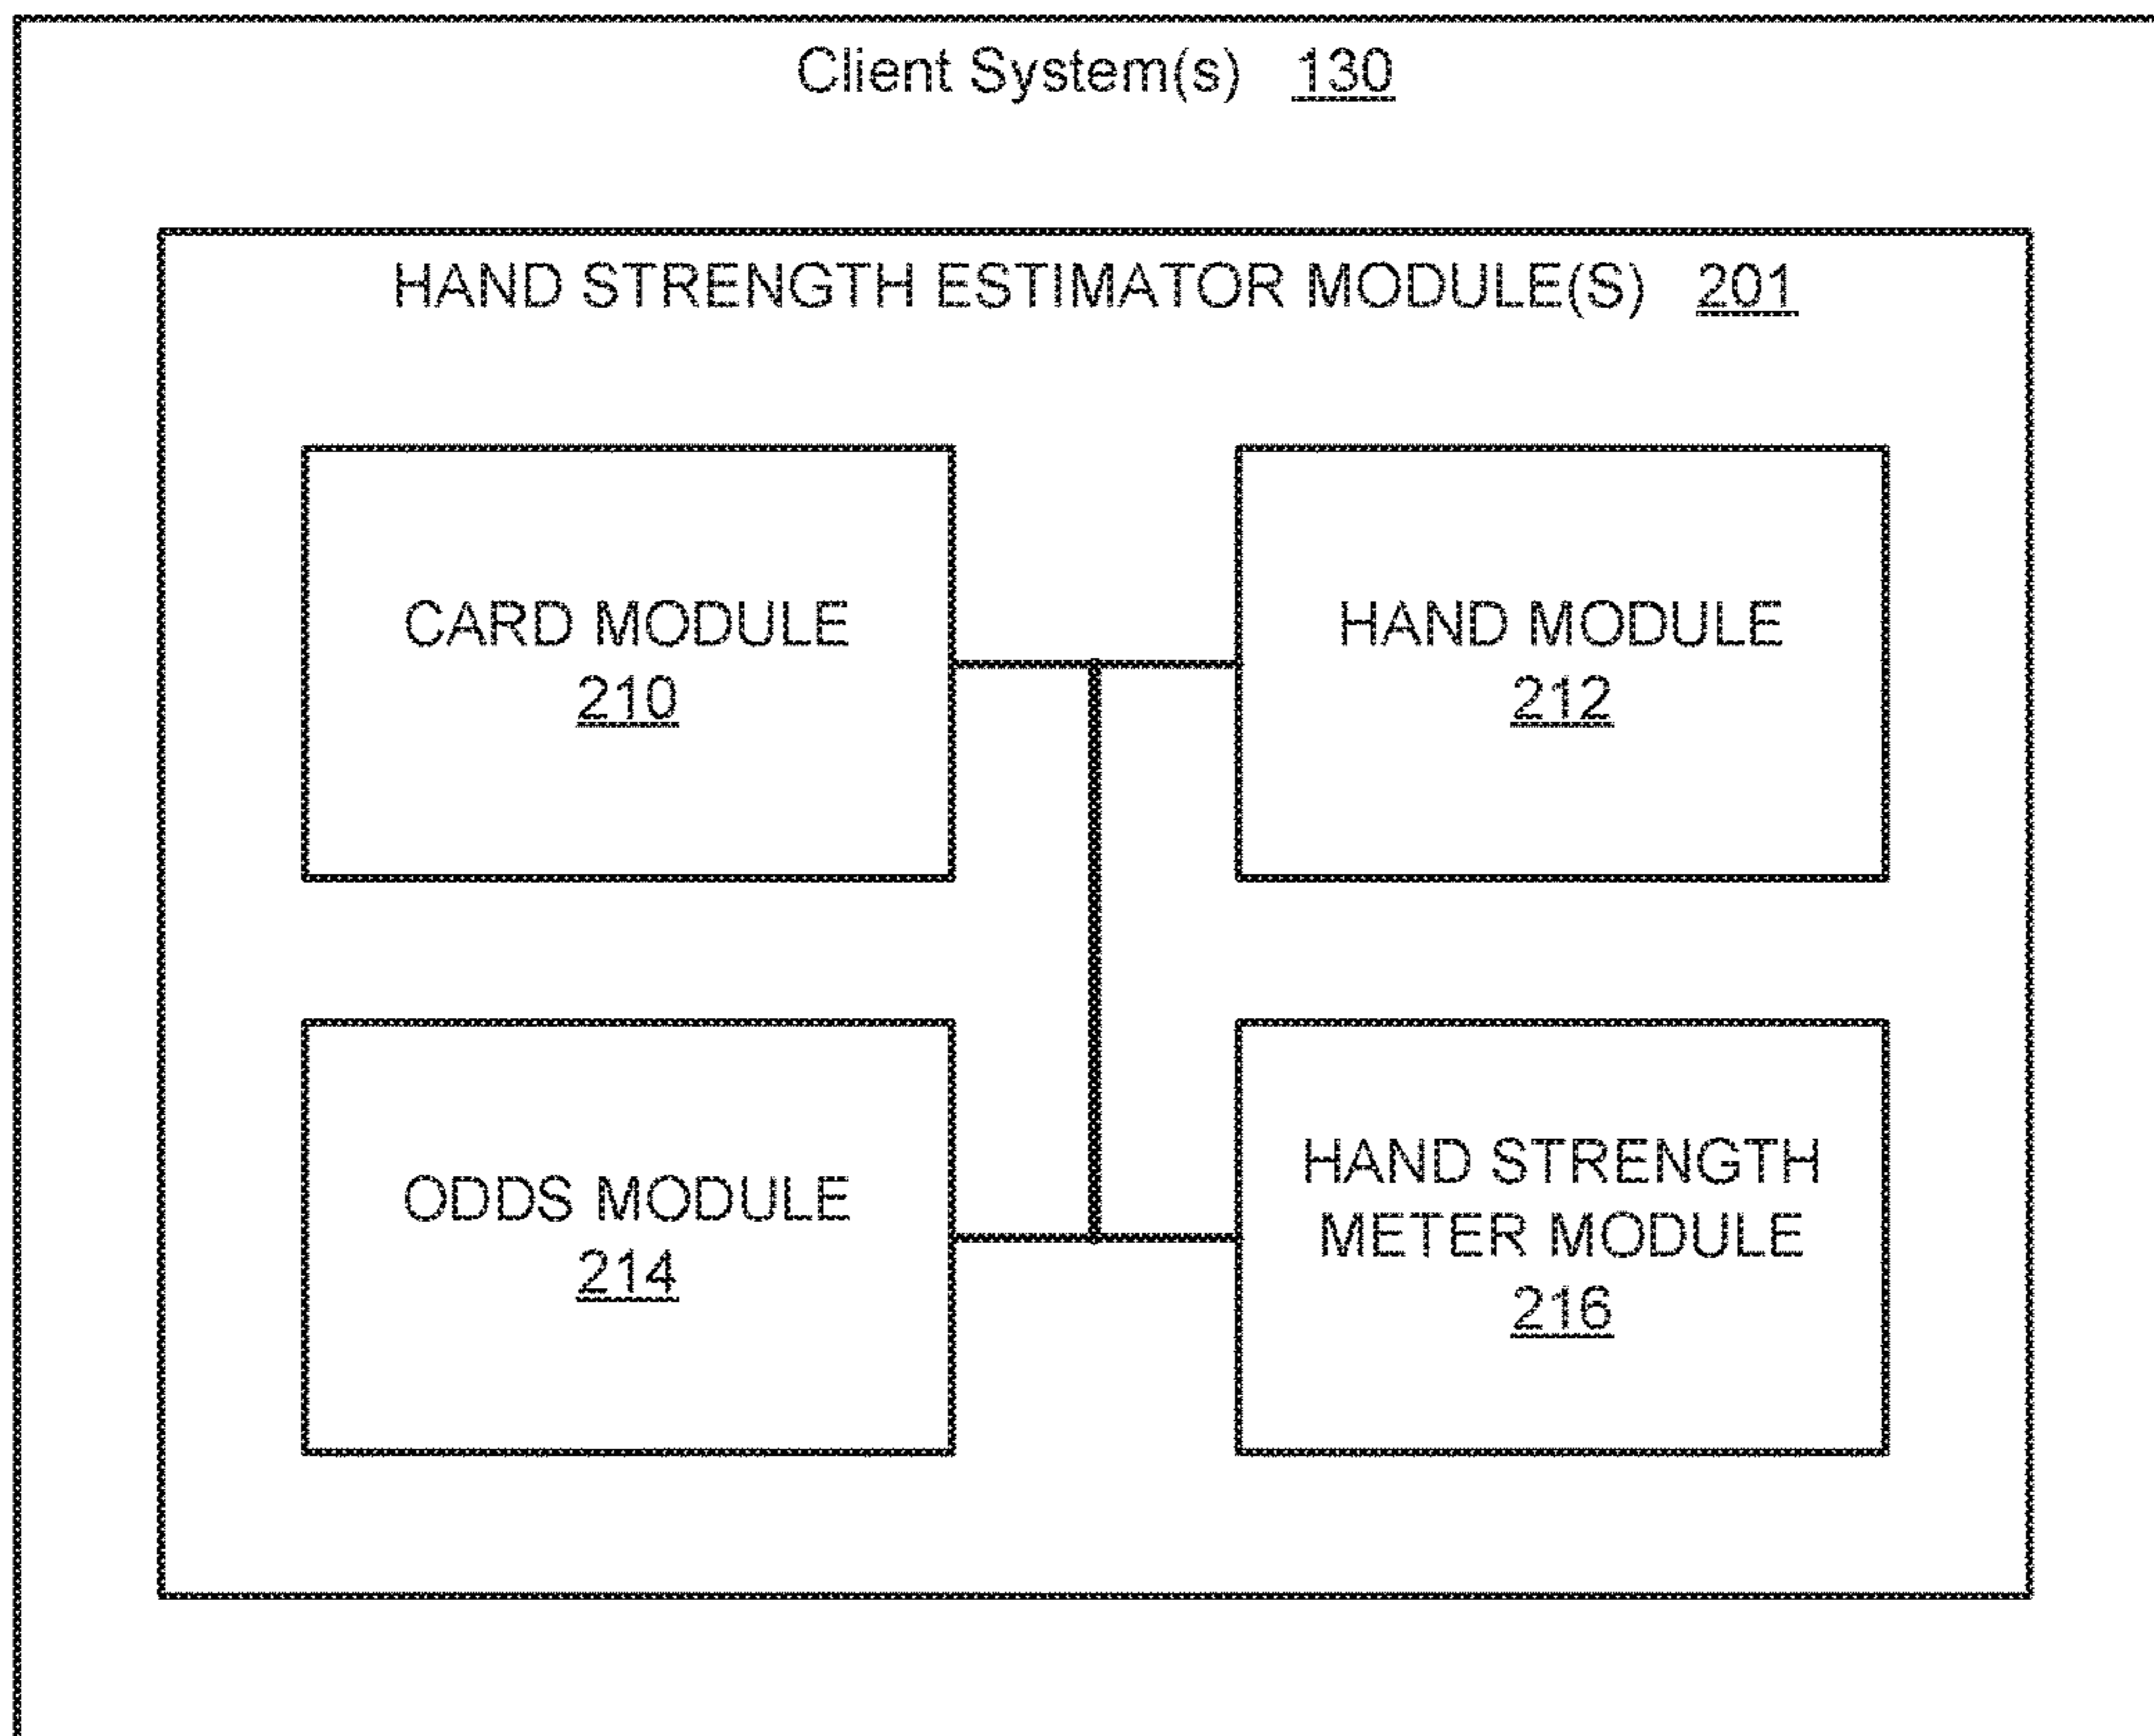 Client System(s) 130
HAND STRENGTH ESTIMATOR MODULE(S) 201
CARD MODULE
210
HAND MODULE
212
ODDS MODULE
214
HAND STRENGTH
METER MODULE
216